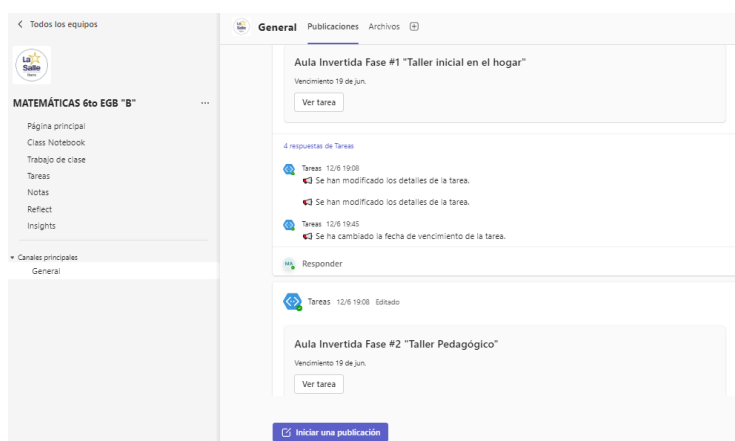 Todos los equipos
La
Salle
MATEMÁTICAS 6to EGB "B"
Página principal
Class Notebook
Trabajo de clase
Tareas
Notas
Reflect
Insights
Canales principales
General
General Publicaciones Archivos
Aula Invertida Fase #1 "Taller inicial en el hogar"
Vencimiento 19 de jun.
Ver tarea
4 respuestas de Tareas
Tareas 12/6 19:08
Se han modificado los detalles de la tarea.
Se han modificado los detalles de la tarea.
Tareas 12/6 19:45
Se ha cambiado la fecha de vencimiento de la tarea.
MA Responder
Tareas 12/6 19:08 Editado
Aula Invertida Fase #2 "Taller Pedagógico"
Vencimiento 19 de jun.
Ver tarea
Iniciar una publicación